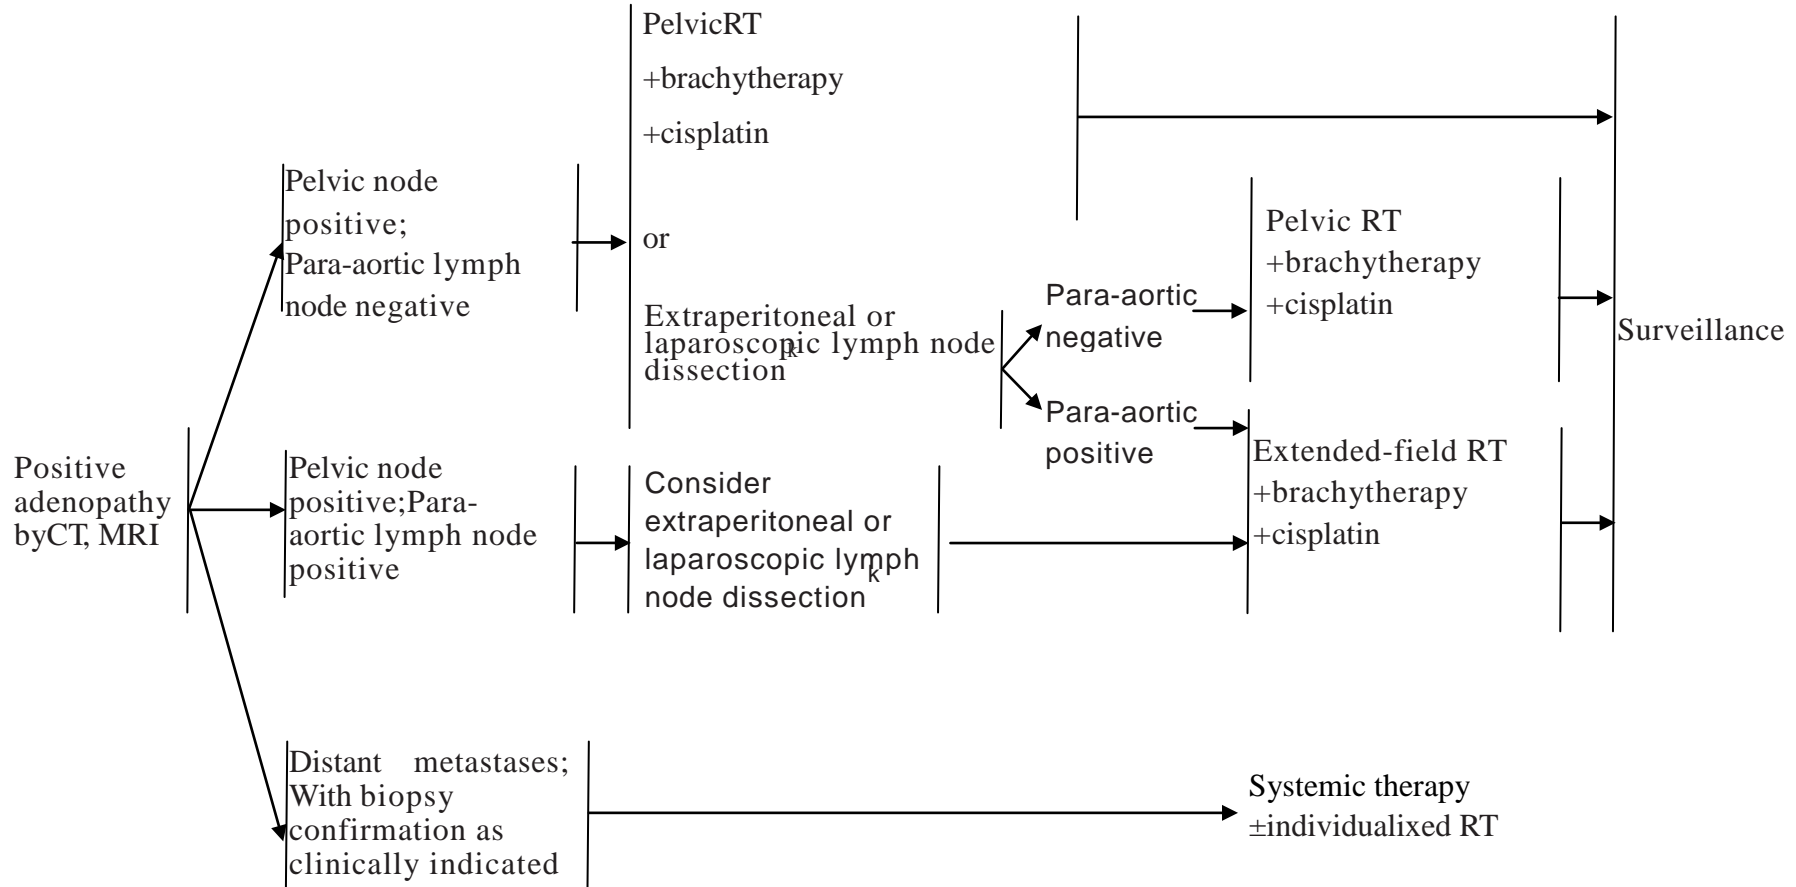 PelvicRT
+brachytherapy
+cisplatin
or
Extraperitoneal or
laparoscopic lymph node
dissection
k
Pelvic node
positive;
Para-aortic lymph
node negative
Para-aortic
negative
Para-aortic
positive
Pelvic RT
+brachytherapy
+cisplatin
Surveillance
Positive
adenopathy
byCT, MRI
Pelvic node
positive;Para-
aortic lymph node
positive
Consider
extraperitoneal or
laparoscopic lymph
node dissection
k
Extended-field RT
+brachytherapy
+cisplatin
Distant metastases;
With biopsy
confirmation as
clinically indicated
Systemic therapy
±individualixed RT